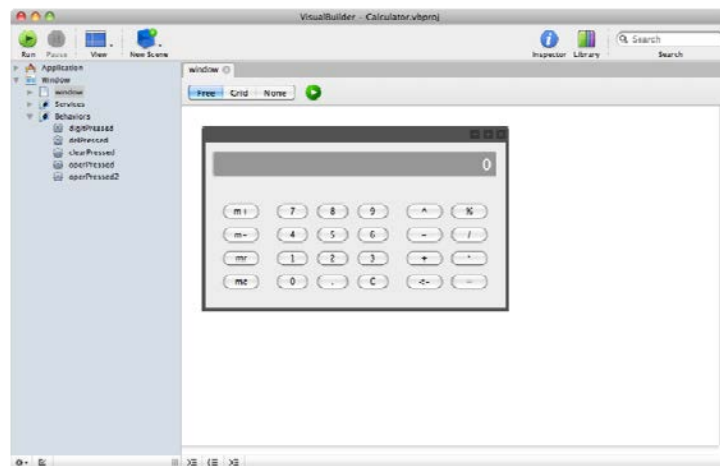 VisualBuilder - Calculator.vbproj
Run Pause View New Scene Inspector Library Search
Search
Application
Window
window
Services
Behaviors
digitPressed
delPressed
clearPressed
operPressed
operPressed2
window
Free Grid None
0
m+ 7 8 9 ^ %
m- 4 5 6 - /
mr 1 2 3 + *
mc 0 . C <- =